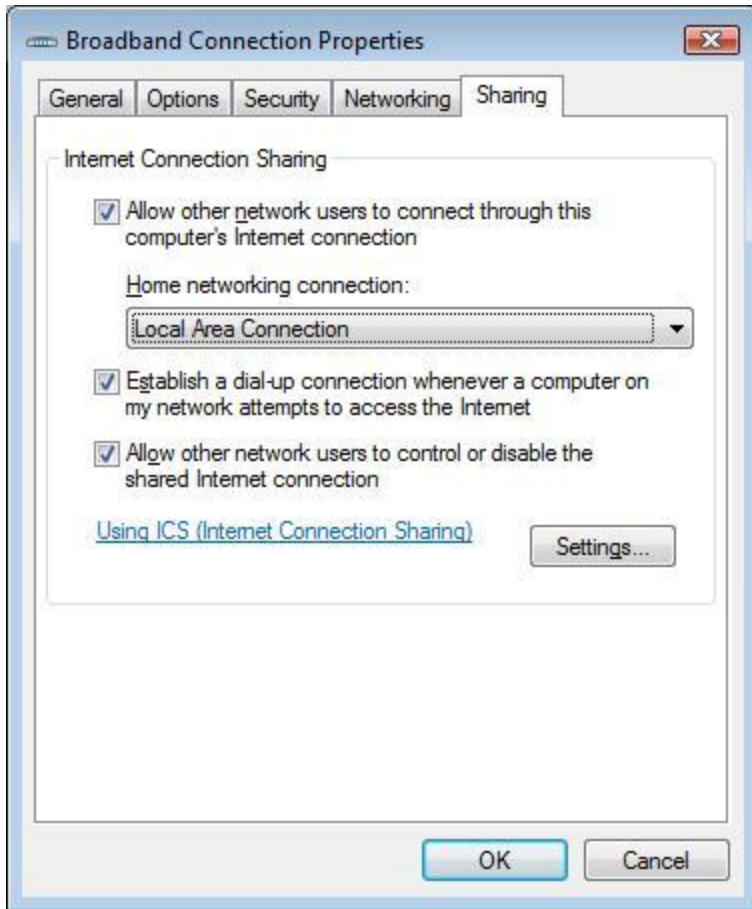 Broadband Connection Properties
General Options Security Networking Sharing
Internet Connection Sharing
Allow other network users to connect through this
computer's Internet connection
Home networking connection:
Local Area Connection
Establish a dial-up connection whenever a computer on
my network attempts to access the Internet
Allow other network users to control or disable the
shared Internet connection
Using ICS (Internet Connection Sharing)
Settings...
OK Cancel